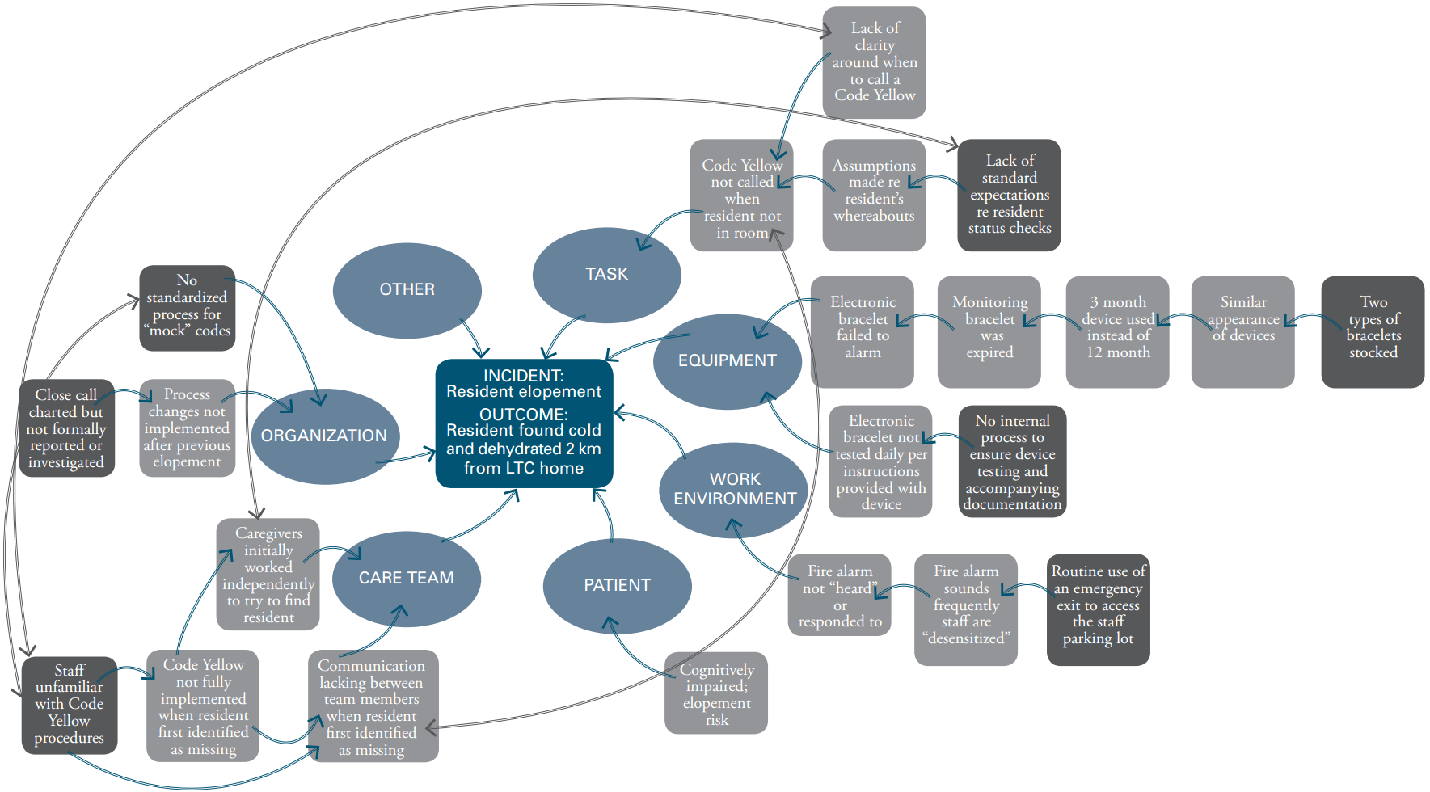 Lack of
clarity
around when
to call a
Code Yellow
Code Yellow
not called
when
resident not
in room
Assumptions
made re
resident's
whereabouts
Lack of
standard
expectations
re resident
status checks
OTHER
TASK
No
standardized
process for
“mock” codes
Electronic
bracelet
failed to
alarm
Monitoring
bracelet
was
expired
3 month
device used
instead of
12 month
Similar
appearance
of devices
Two
types of
bracelets
stocked
EQUIPMENT
INCIDENT:
Resident elopement
OUTCOME:
Resident found cold
and dehydrated 2 km
from LTC home
Close call
charted but
not formally
reported or
investigated
Process
changes not
implemented
after previous
elopement
ORGANIZATION
Electronic
bracelet not
tested daily per
instructions
provided with
device
No internal
process to
ensure device
testing and
accompanying
documentation
WORK
ENVIRONMENT
Caregivers
initially
worked
independently
to try to find
resident
CARE TEAM
PATIENT
Fire alarm
not “heard”
or
responded to
Fire alarm
sounds
frequently
staff are
“desensitized”
Routine use of
an emergency
exit to access
the staff
parking lot
Staff
unfamiliar
with Code
Yellow
procedures
Code Yellow
not fully
implemented
when resident
first identified
as missing
Communication
lacking between
team members
when resident
first identified
as missing
Cognitively
impaired;
elopement
risk